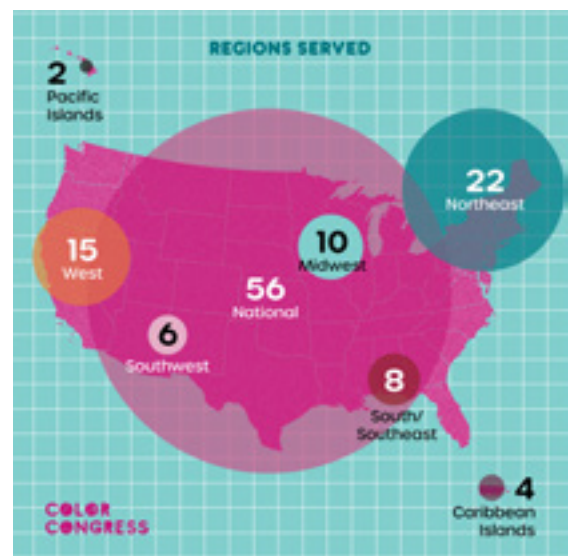 REGIONS SERVED
2
Pacific
Islands
22
Northeast
15
West
10
Midwest
56
National
6
Southwest
8
South/
Southeast
4
Caribbean
Islands
COLOR
CONGRESS